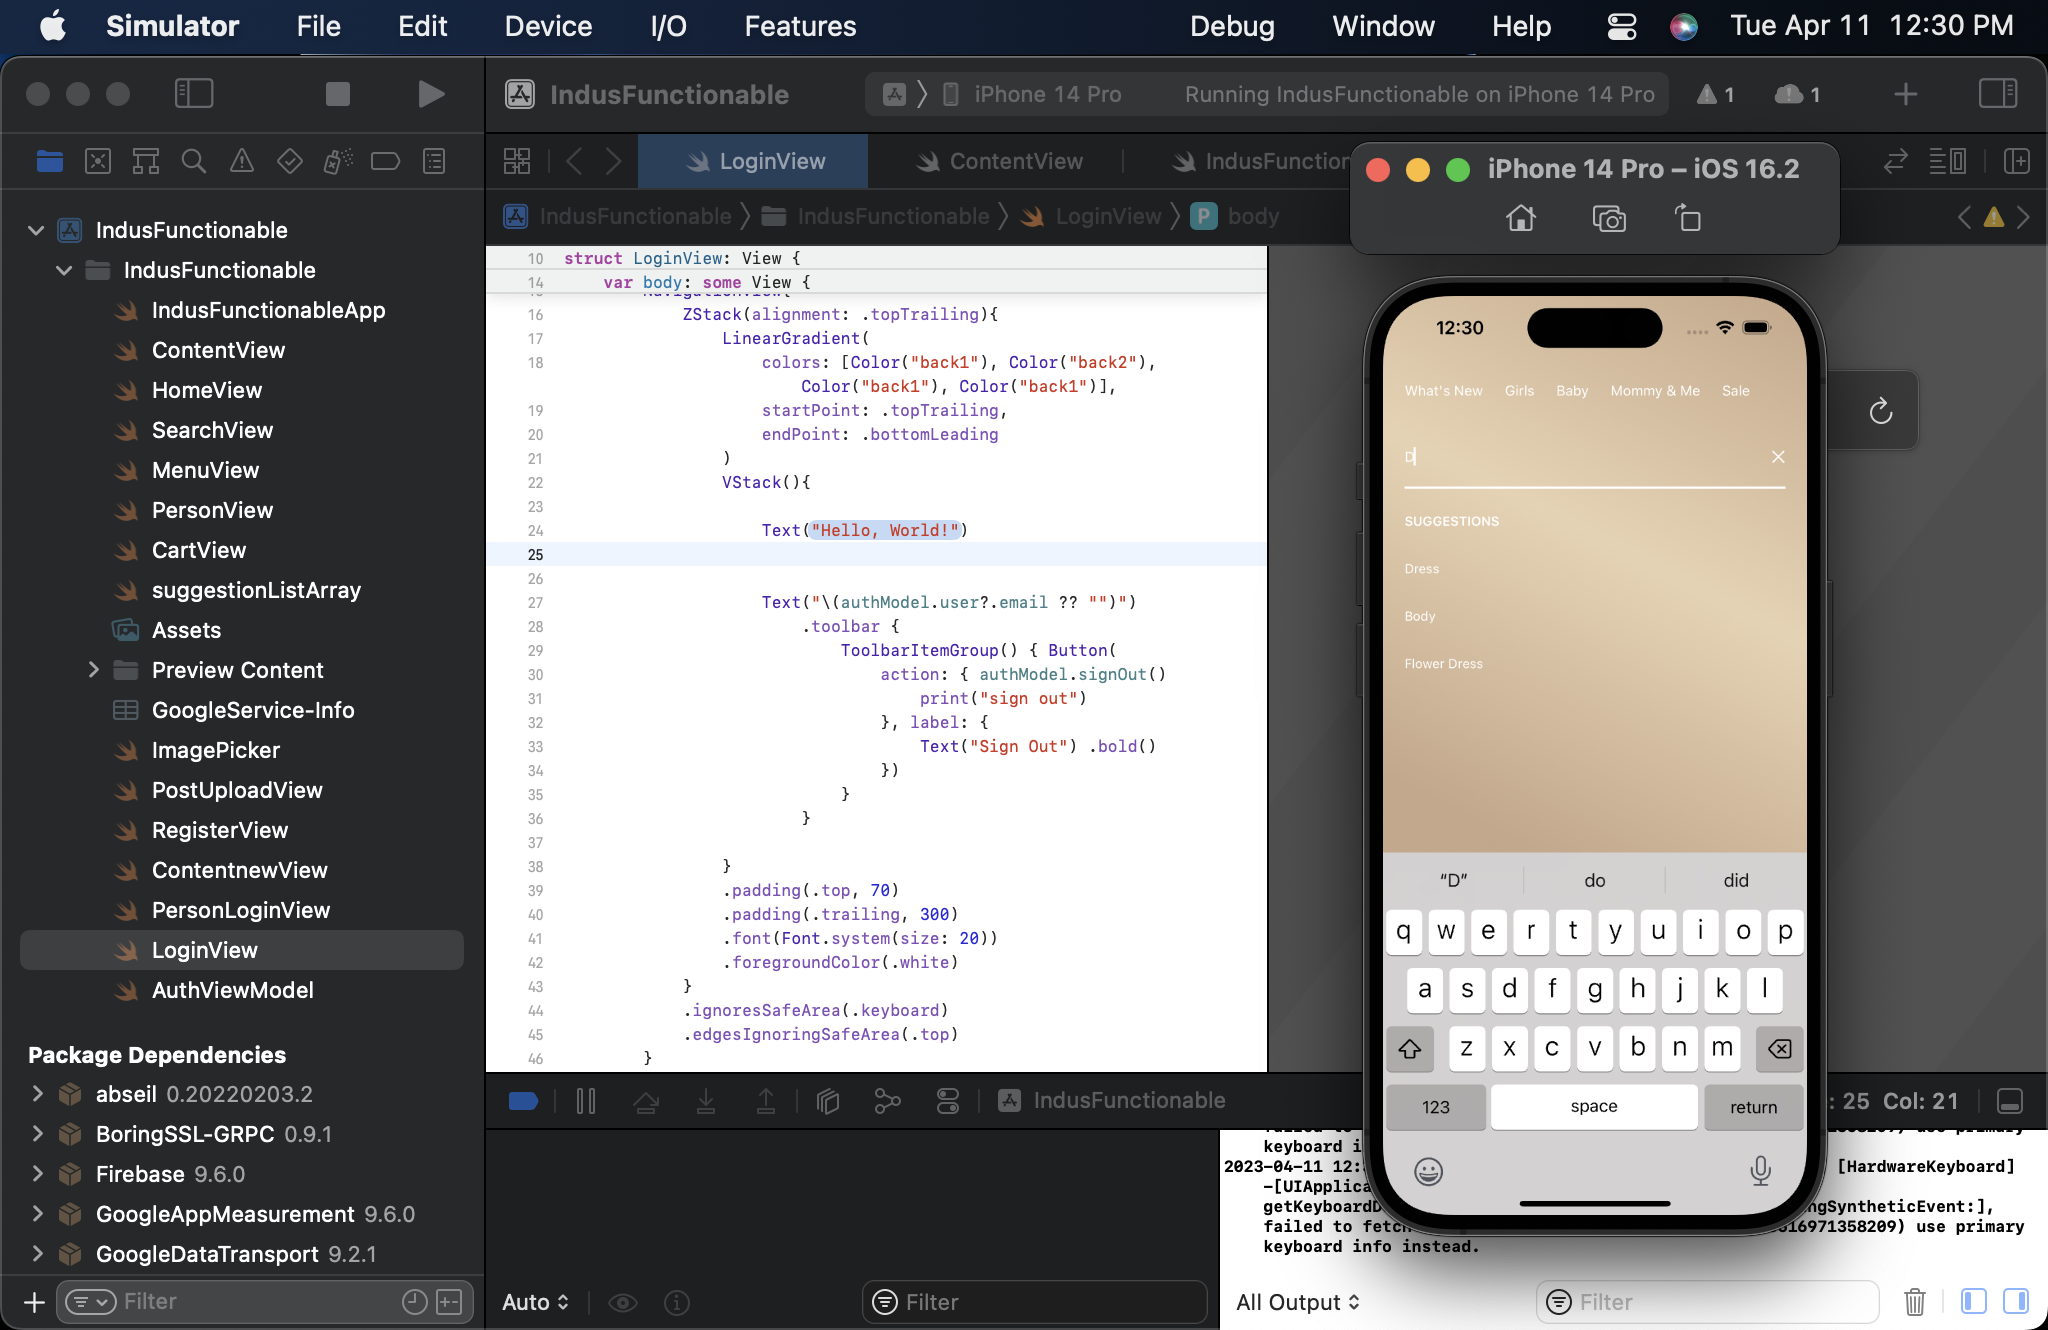 Simulator File Edit Device I/O Features Debug Window Help Tue Apr 11 12:30 PM
IndusFunctionable
iPhone 14 Pro Running IndusFunctionable on iPhone 14 Pro 1 1
LoginView ContentView IndusFunction
IndusFunctionable IndusFunctionable LoginView P body
IndusFunctionable
IndusFunctionable
IndusFunctionableApp
ContentView
HomeView
SearchView
MenuView
PersonView
CartView
suggestionListArray
Assets
Preview Content
GoogleService-Info
ImagePicker
PostUploadView
RegisterView
ContentnewView
PersonLoginView
LoginView
AuthViewModel
Package Dependencies
abseil 0.20220203.2
BoringSSL-GRPC 0.9.1
Firebase 9.6.0
GoogleAppMeasurement 9.6.0
GoogleDataTransport 9.2.1
Filter
10 struct LoginView: View {
14 var body: some View {
16 ZStack(alignment: .topTrailing){
17 LinearGradient(
18 colors: [Color("back1"), Color("back2"),
Color("back1"), Color("back1")],
19 startPoint: .topTrailing,
20 endPoint: .bottomLeading
21 )
22 VStack(){
23
24 Text("Hello, World!")
25
26
27 Text("\(authModel.user?.email ?? "")")
28 .toolbar {
29 ToolbarItemGroup() { Button(
30 action: { authModel.signOut()
31 print("sign out")
32 }, label: {
33 Text("Sign Out") .bold()
34 })
35 }
36 }
37
38 }
39 .padding(.top, 70)
40 .padding(.trailing, 300)
41 .font(Font.system(size: 20))
42 .foregroundColor(.white)
43 }
44 .ignoresSafeArea(.keyboard)
45 .edgesIgnoringSafeArea(.top)
46 }
IndusFunctionable
: 25 Col: 21
iPhone 14 Pro – iOS 16.2
12:30
What's New Girls Baby Mommy & Me Sale
D
SUGGESTIONS
Dress
Body
Flower Dress
“D” do did
q w e r t y u i o p
a s d f g h j k l
z x c v b n m
123 space return
keyboard i
2023-04-11 12: [HardwareKeyboard]
-[UIApplica
getKeyboardD ngSyntheticEvent:],
failed to fetch 16971358209) use primary
keyboard info instead.
Auto Filter
All Output Filter